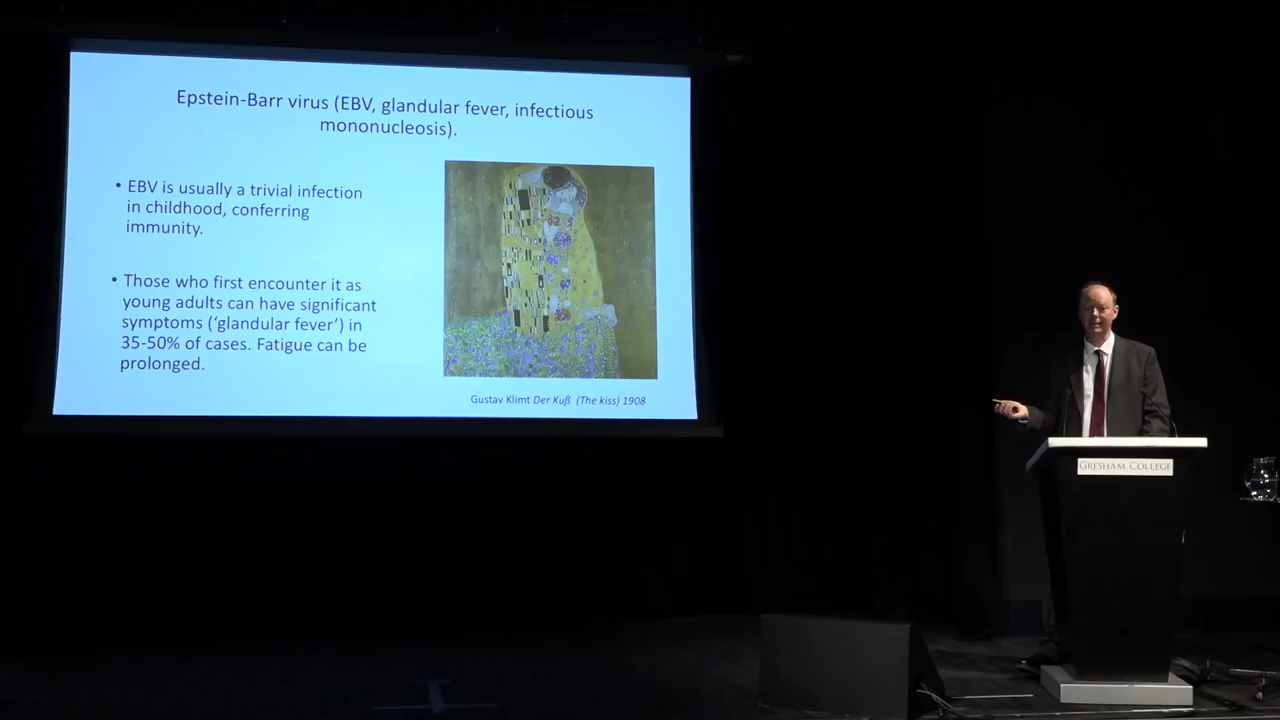 Epstein-Barr virus (EBV, glandular fever, infectious
mononucleosis).
• EBV is usually a trivial infection
in childhood, conferring
immunity.
• Those who first encounter it as
young adults can have significant
symptoms (‘glandular fever’) in
35-50% of cases. Fatigue can be
prolonged.
Gustav Klimt Der Kuß (The kiss) 1908
GRESHAM COLLEGE